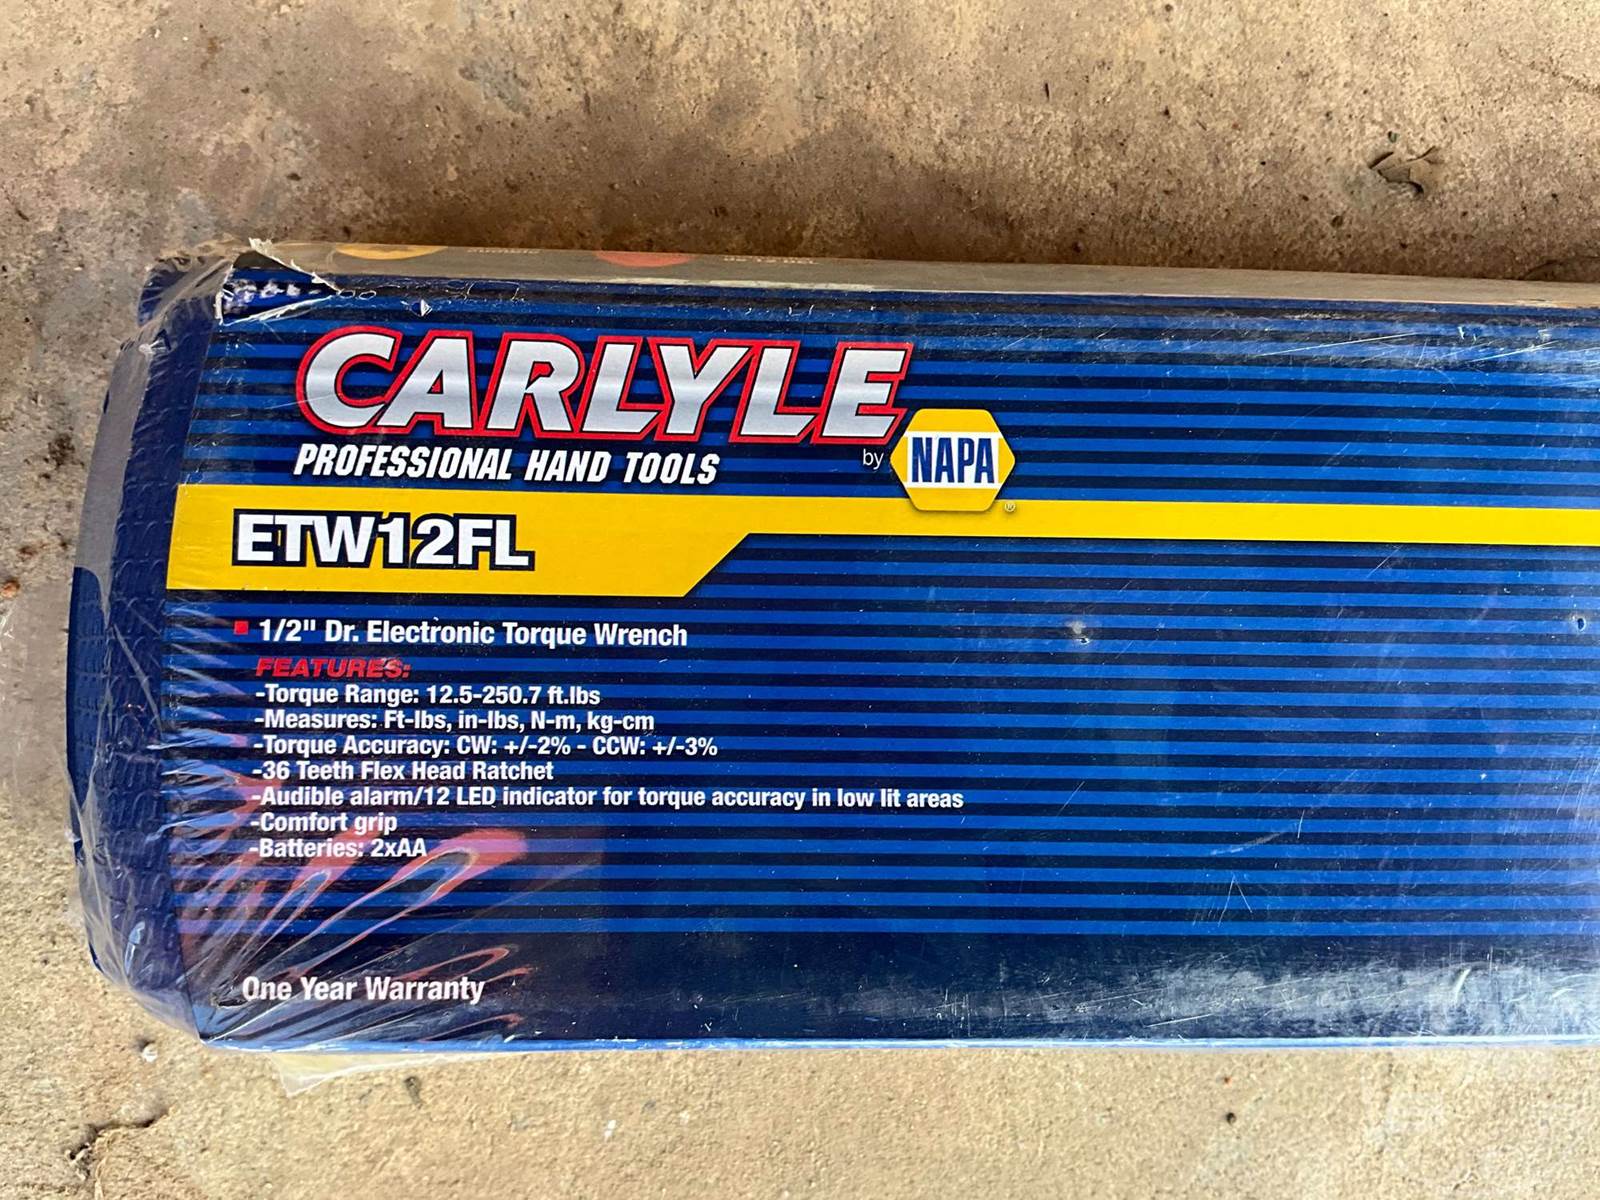 CARLYLE
PROFESSIONAL HAND TOOLS
by NAPA ®
ETW12FL
1/2" Dr. Electronic Torque Wrench
FEATURES:
-Torque Range: 12.5-250.7 ft.lbs
-Measures: Ft-lbs, in-lbs, N-m, kg-cm
-Torque Accuracy: CW: +/-2% - CCW: +/-3%
-36 Teeth Flex Head Ratchet
-Audible alarm/12 LED indicator for torque accuracy in low lit areas
-Comfort grip
-Batteries: 2xAA
One Year Warranty